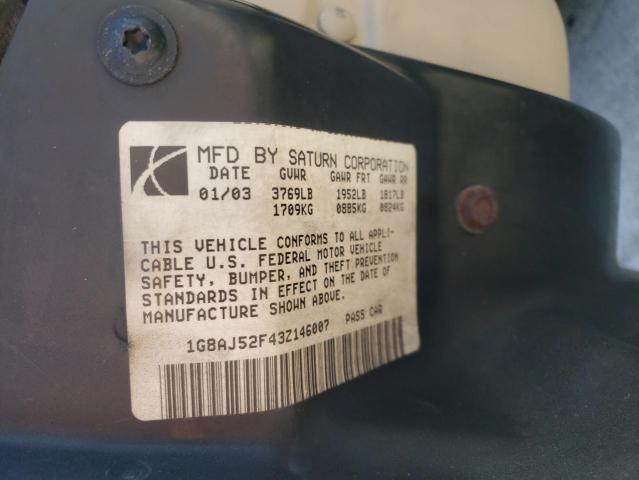 MFD BY SATURN CORPORATION
DATE GVWR GAWR FRT GAWR RR
01/03 3769LB 1952LB 1817LB
1709KG 0885KG 0824KG
THIS VEHICLE CONFORMS TO ALL APPLI-
CABLE U.S. FEDERAL MOTOR VEHICLE
SAFETY, BUMPER, AND THEFT PREVENTION
STANDARDS IN EFFECT ON THE DATE OF
MANUFACTURE SHOWN ABOVE.
1G8AJ52F43Z146007 PASS CAR